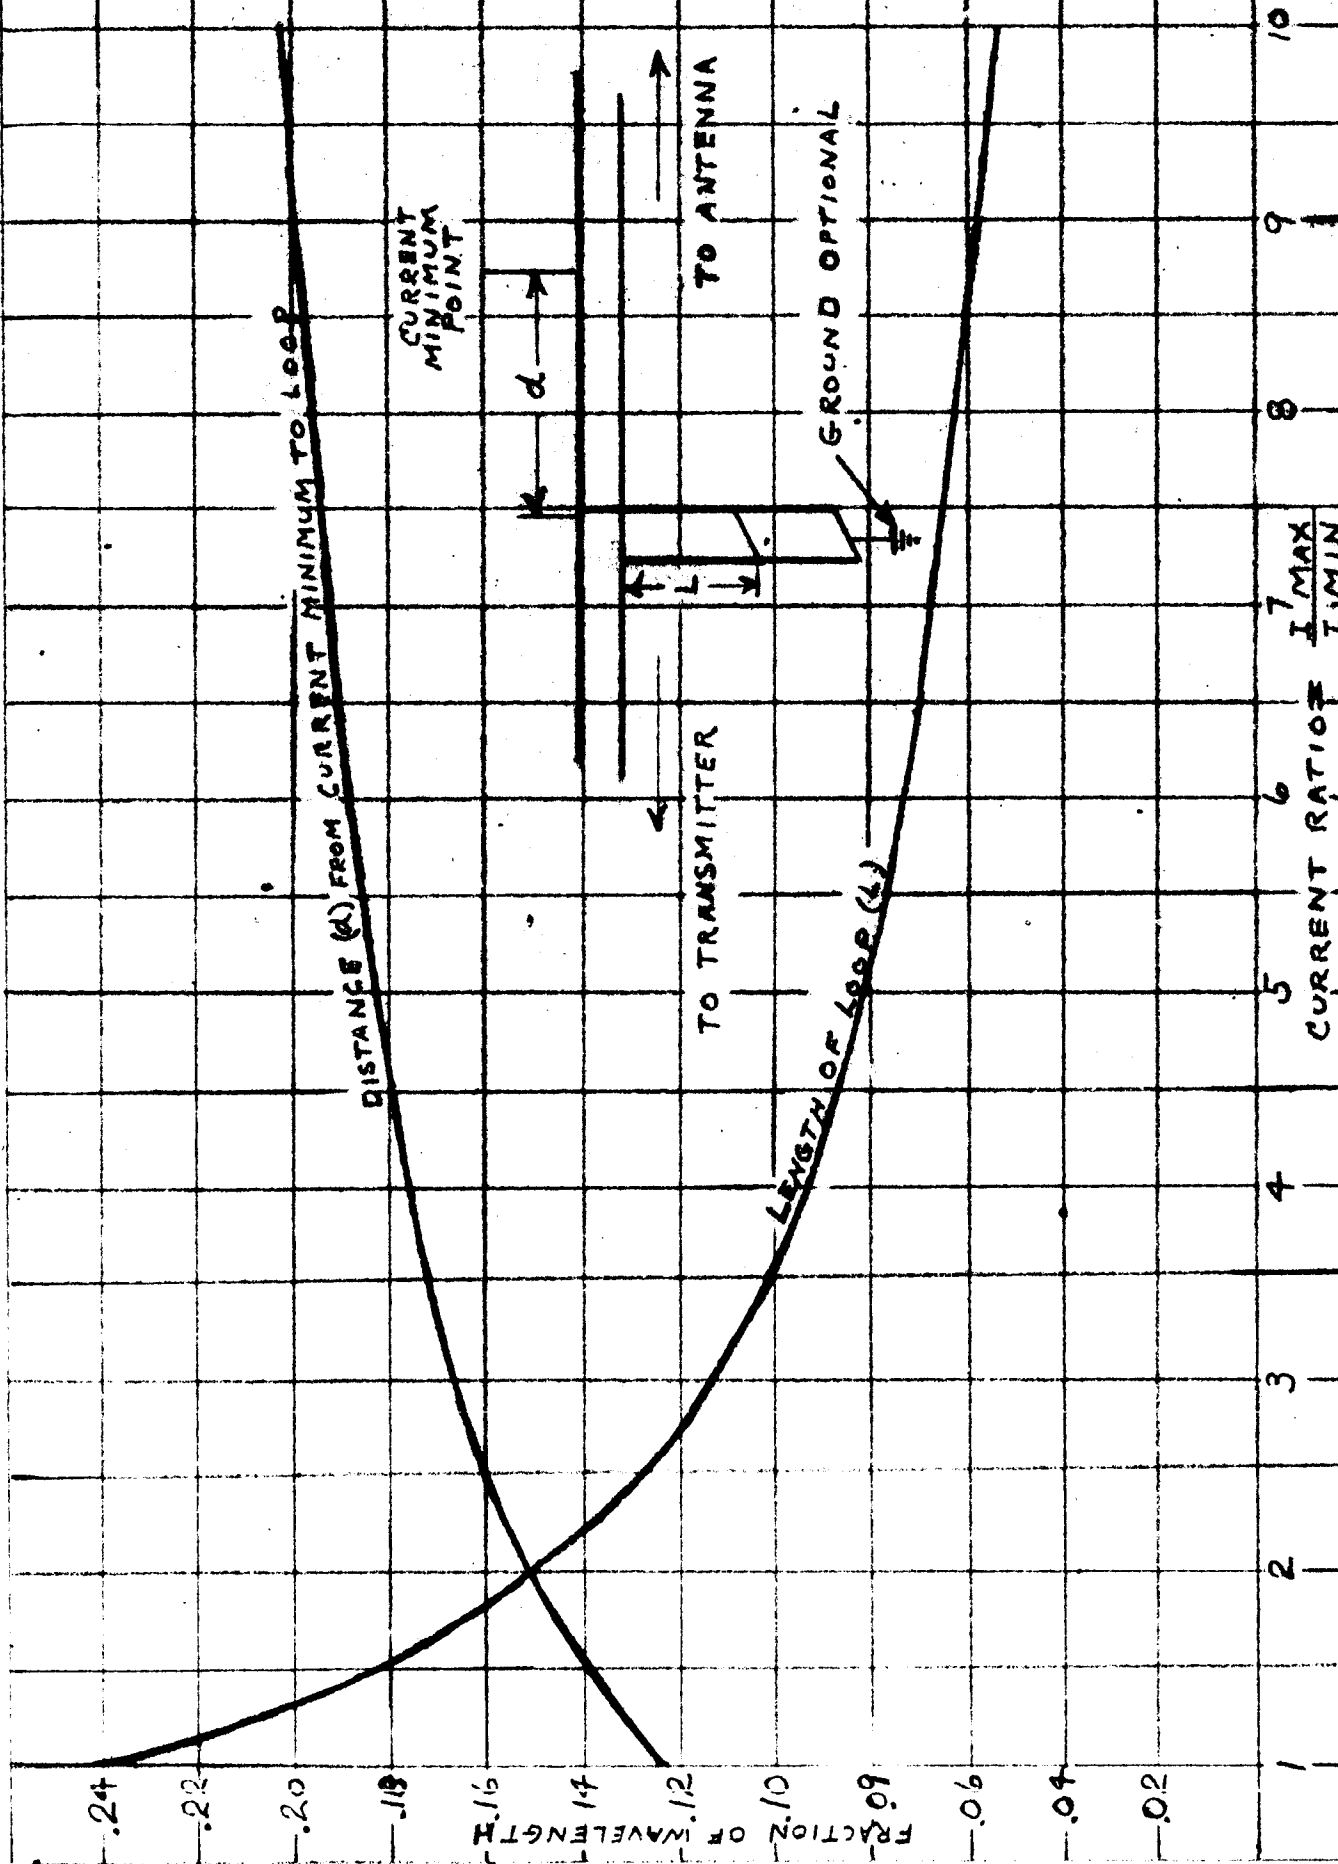 FRACTION OF WAVELENGTH
.24
.22
.20
.18
.16
.14
.12
.10
.09
.06
.04
.02
DISTANCE (d) FROM CURRENT MINIMUM TO LOOP
CURRENT
MINIMUM
POINT
d
L
TO TRANSMITTER
TO ANTENNA
GROUND OPTIONAL
LENGTH OF LOOP (L)
1 2 3 4 5 6 7 8 9 10
CURRENT RATIO = I MAX
I MIN